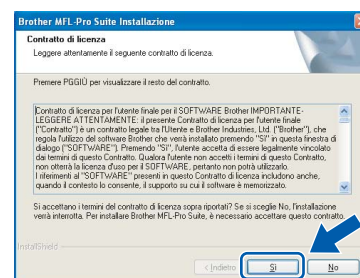 Brother MFL-Pro Suite Installazione
Contratto di licenza
Leggere attentamente il seguente contratto di licenza.
Premere PGGIÙ per visualizzare il resto del contratto.
Contratto di licenza per l'utente finale per il SOFTWARE Brother IMPORTANTE-
LEGGERE ATTENTAMENTE: il presente Contratto di licenza per l'utente finale
("Contratto") è un contratto legale tra l'Utente e Brother Industries, Ltd. ("Brother"), che
regola l'utilizzo del software Brother che verrà installato premendo "SI" in questa finestra di
dialogo ("SOFTWARE"). Premendo "SI", l'utente accetta di essere legalmente vincolato
dai termini di questo Contratto. Qualora l'utente non accetti i termini di questo Contratto,
non otterrà la licenza d'uso per il SOFTWARE, pertanto non potrà utilizzarlo.
I riferimenti al "SOFTWARE" presenti in questo Contratto di licenza includono anche,
quando il contesto lo consente, il supporto su cui il software è memorizzato.
Si accettano i termini del contratto di licenza sopra riportati? Se si sceglie No, l'installazione
verrà interrotta. Per installare Brother MFL-Pro Suite, è necessario accettare questo contratto.
InstallShield
< Indietro Sì No